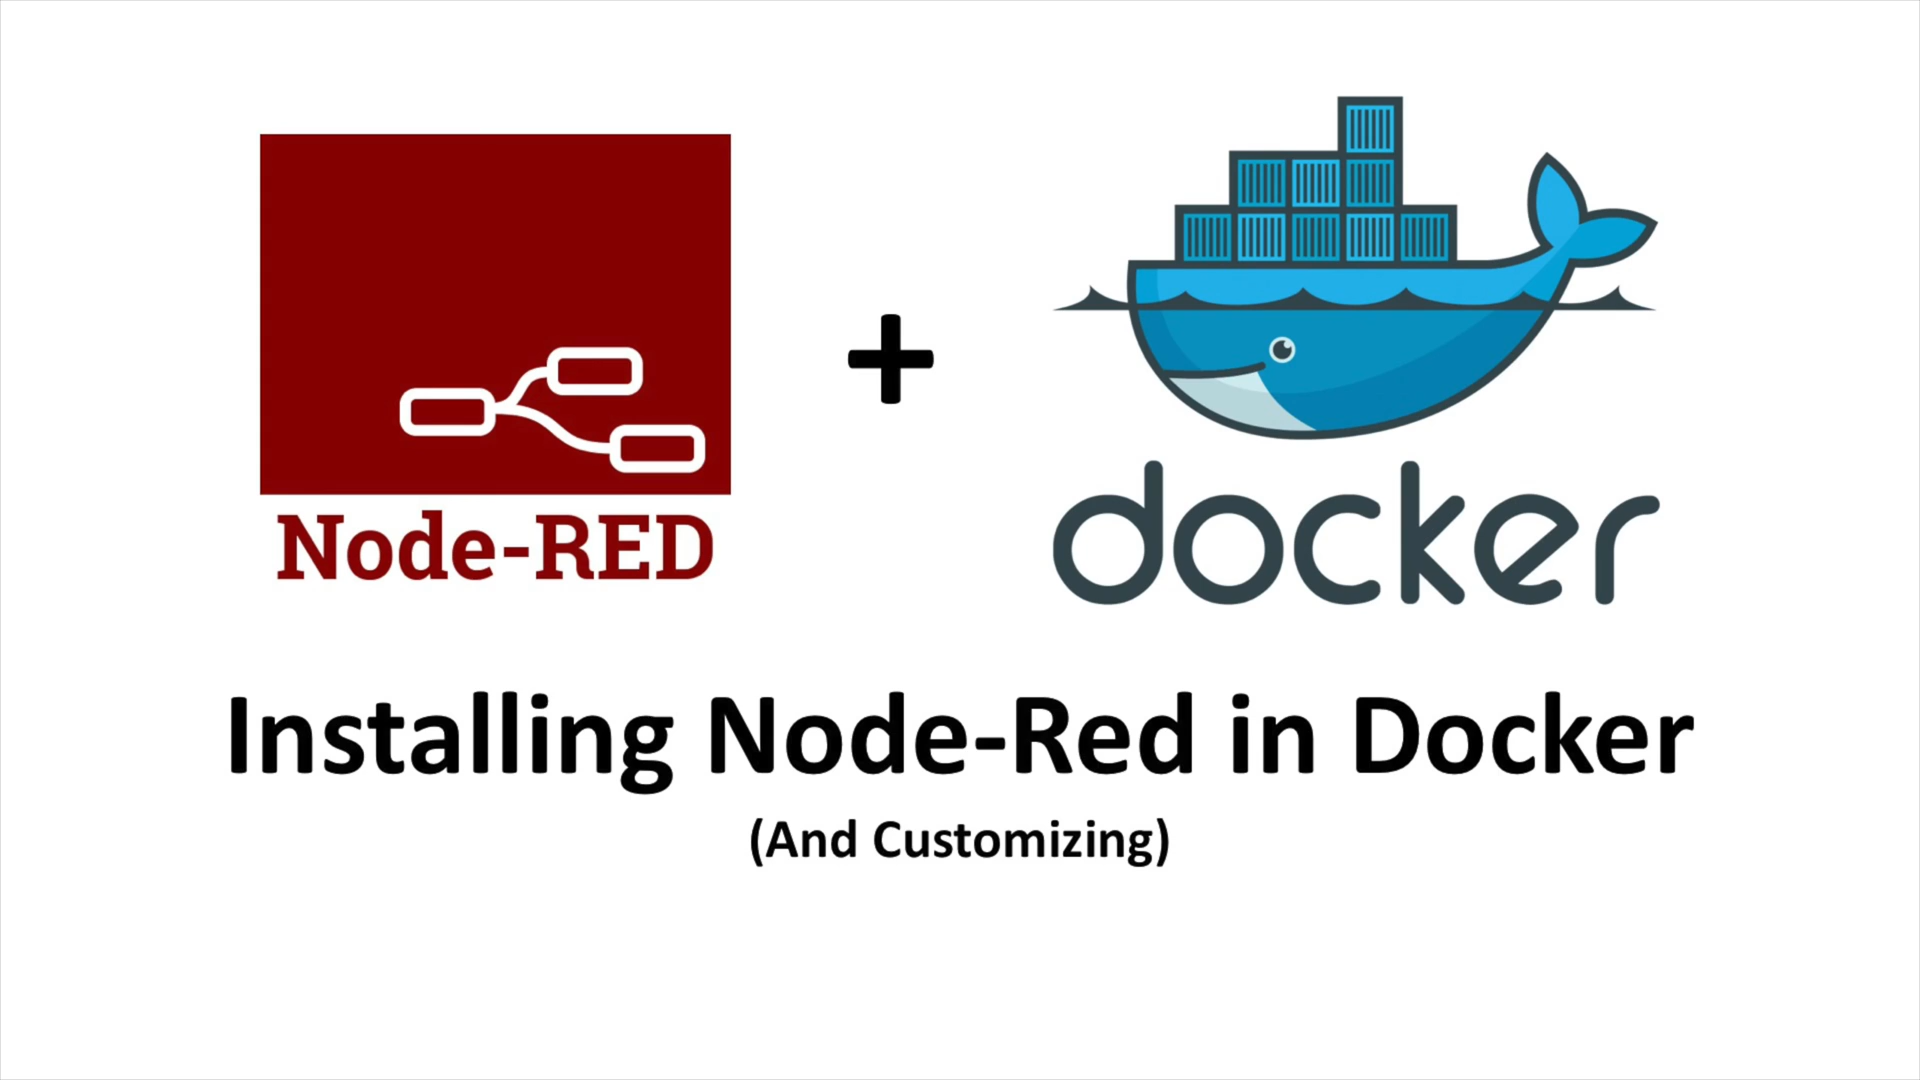 Node-RED
+
docker
Installing Node-Red in Docker
(And Customizing)